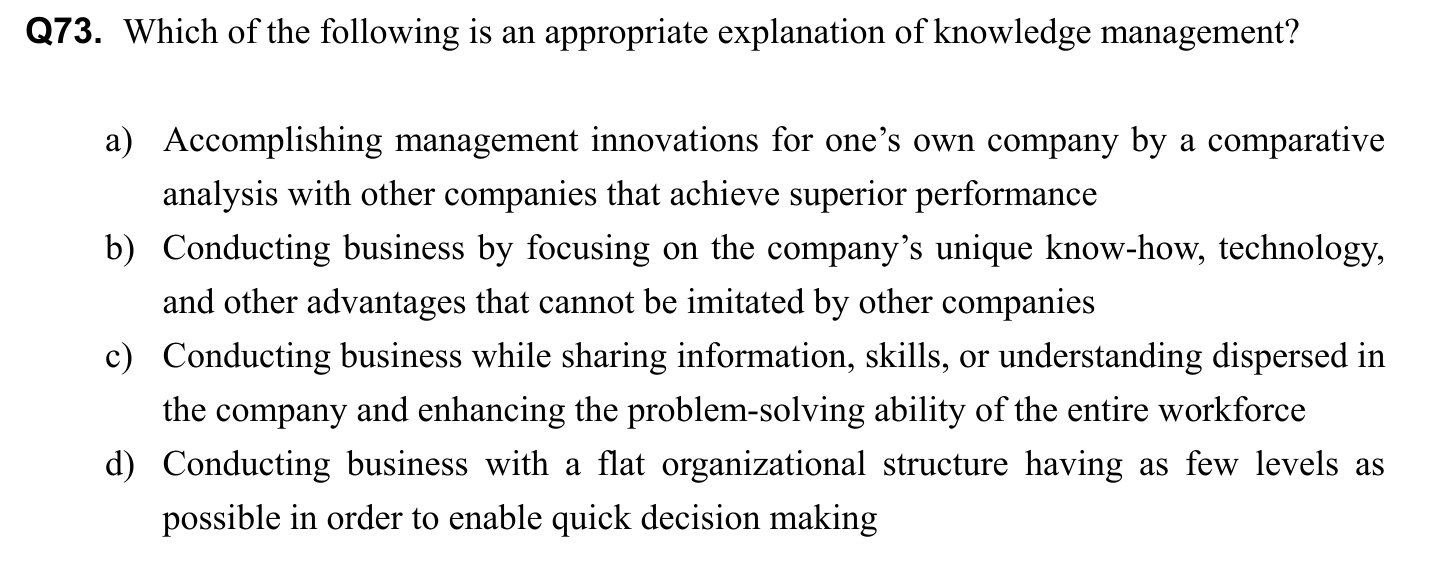 Q73. Which of the following is an appropriate explanation of knowledge management?
a) Accomplishing management innovations for one’s own company by a comparative
analysis with other companies that achieve superior performance
b) Conducting business by focusing on the company’s unique know-how, technology,
and other advantages that cannot be imitated by other companies
c) Conducting business while sharing information, skills, or understanding dispersed in
the company and enhancing the problem-solving ability of the entire workforce
d) Conducting business with a flat organizational structure having as few levels as
possible in order to enable quick decision making